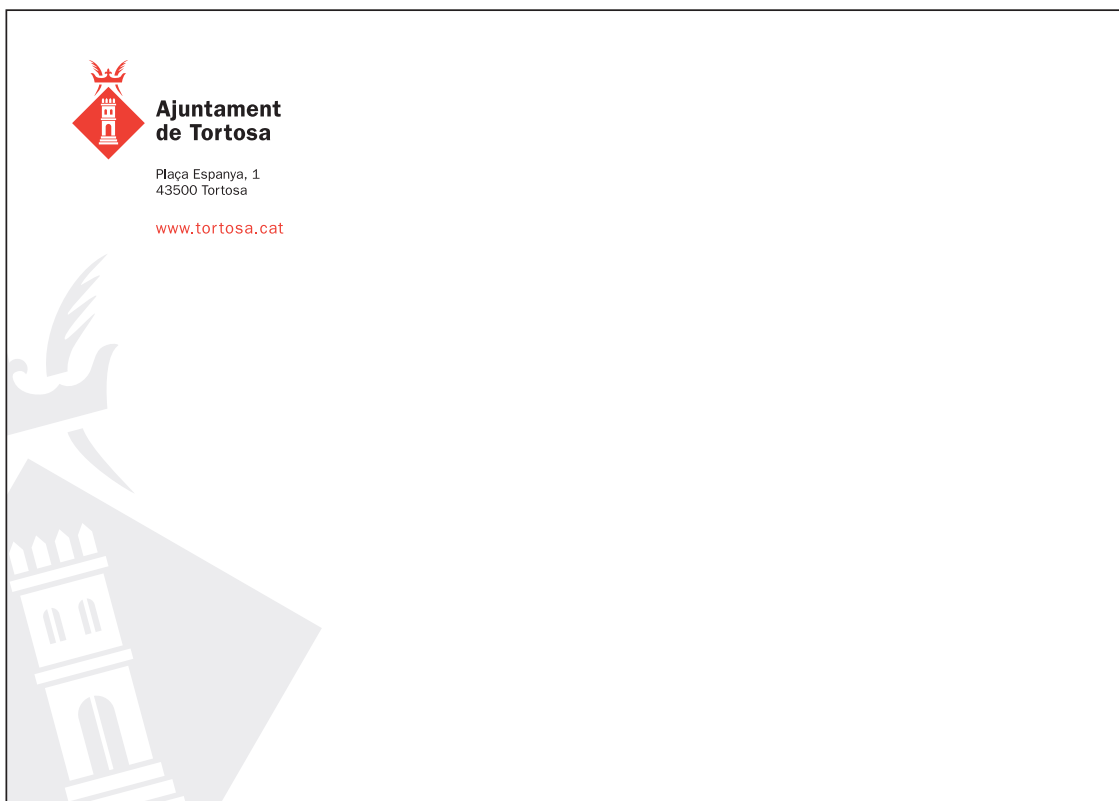 Ajuntament
de Tortosa
Plaça Espanya, 1
43500 Tortosa
www.tortosa.cat